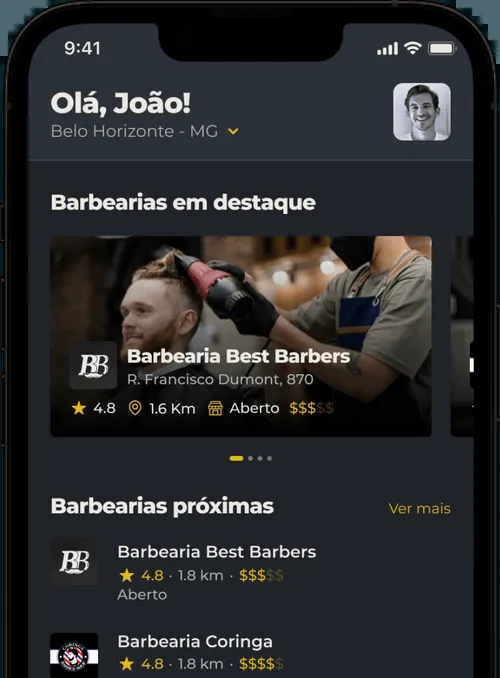 9:41
Olá, João!
Belo Horizonte - MG
Barbearias em destaque
BB
Barbearia Best Barbers
R. Francisco Dumont, 870
4.8 1.6 Km Aberto $$$$$
Barbearias próximas
Ver mais
BB
Barbearia Best Barbers
4.8 · 1.8 km · $$$$$
Aberto
Barbearia Coringa
4.8 · 1.8 km · $$$$$